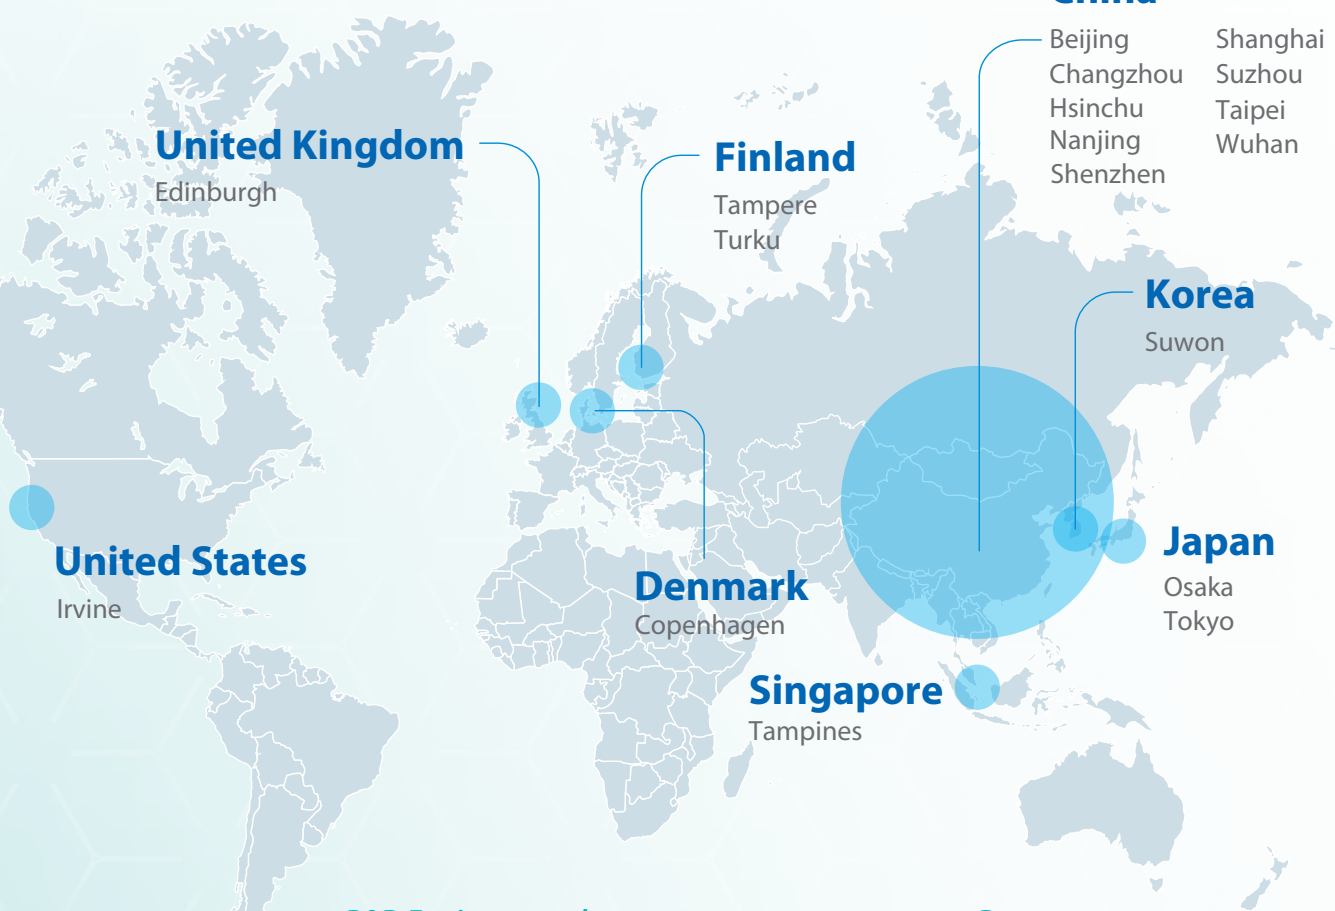 China
Beijing
Changzhou
Hsinchu
Nanjing
Shenzhen
Shanghai
Suzhou
Taipei
Wuhan
United Kingdom
Edinburgh
Finland
Tampere
Turku
Korea
Suwon
United States
Irvine
Denmark
Copenhagen
Japan
Osaka
Tokyo
Singapore
Tampines